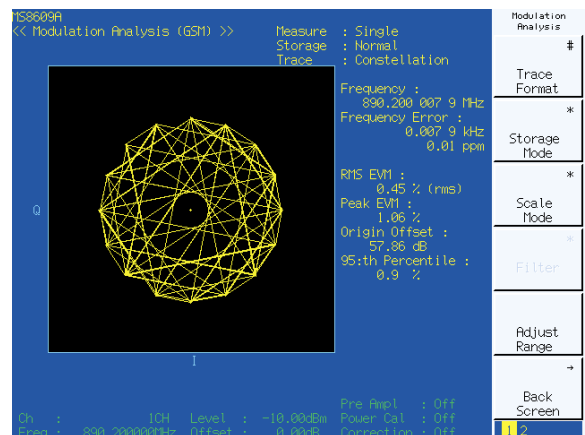 MS8609A
<< Modulation Analysis (GSM) >>
Measure : Single
Storage : Normal
Trace : Constellation
Frequency :
890.200 007 9 MHz
Frequency Error :
0.007 9 kHz
0.01 ppm
RMS EVM :
0.45 % (rms)
Peak EVM :
1.06 %
Origin Offset :
57.86 dB
95:th Percentile :
0.9 %
Q
I
Pre Ampl : Off
Ch : 1CH Level : -10.00dBm Power Cal : Off
Freq : 890.200000MHz Offset : 0.00dB Correction : Off
Modulation
Analysis
#
Trace
Format
*
Storage
Mode
*
Scale
Mode
*
Filter
Adjust
Range
→
Back
Screen
1 2